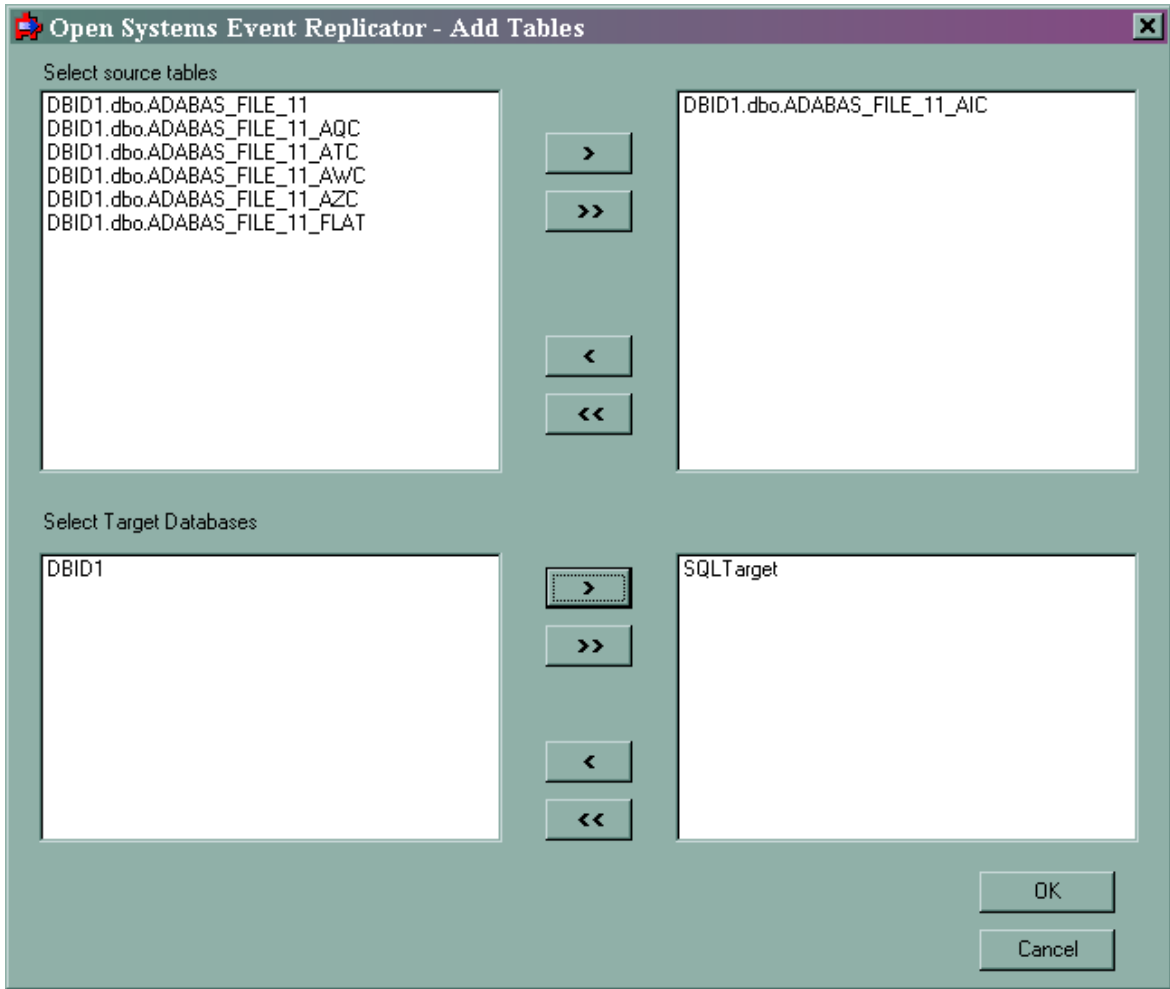 Open Systems Event Replicator - Add Tables
Select source tables
DBID1.dbo.ADABAS_FILE_11
DBID1.dbo.ADABAS_FILE_11_AQC
DBID1.dbo.ADABAS_FILE_11_ATC
DBID1.dbo.ADABAS_FILE_11_AWC
DBID1.dbo.ADABAS_FILE_11_AZC
DBID1.dbo.ADABAS_FILE_11_FLAT
>
>>
<
<<
DBID1.dbo.ADABAS_FILE_11_AIC
Select Target Databases
DBID1
>
>>
<
<<
SQLTarget
OK
Cancel